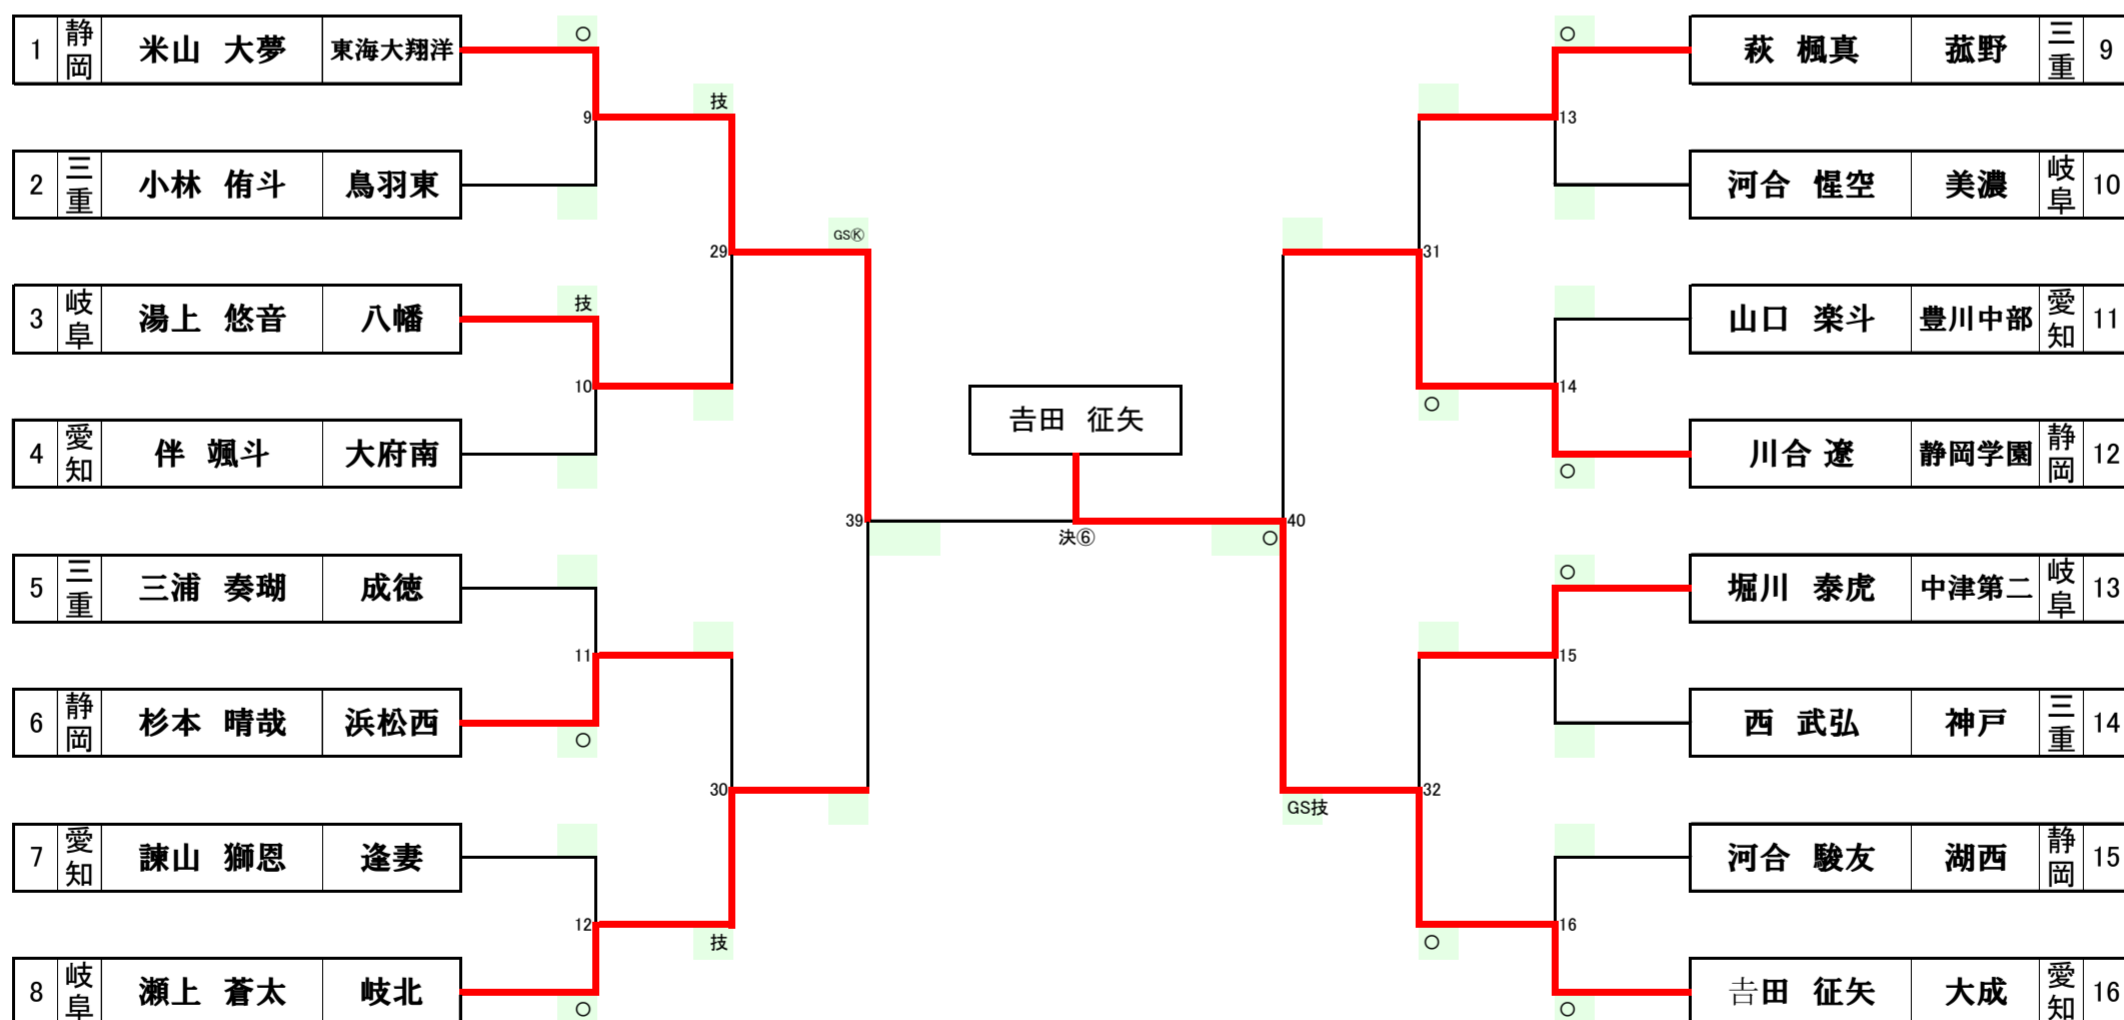 1 静岡 米山 大夢 東海大翔洋
○
9
2 三重 小林 侑斗 鳥羽東
技
29
3 岐阜 湯上 悠音 八幡
技
10
4 愛知 伴 颯斗 大府南
GSⓀ
39
5 三重 三浦 奏瑚 成徳
11
6 静岡 杉本 晴哉 浜松西
○
30
7 愛知 諫山 獅恩 逢妻
12
技
8 岐阜 瀬上 蒼太 岐北
○
𠮷田 征矢
決⑥
○
萩 楓真 菰野 三重 9
○
13
河合 惺空 美濃 岐阜 10
31
山口 楽斗 豊川中部 愛知 11
14
○
川合 遼 静岡学園 静岡 12
○
40
堀川 泰虎 中津第二 岐阜 13
○
15
西 武弘 神戸 三重 14
GS技
32
河合 駿友 湖西 静岡 15
16
○
𠮷田 征矢 大成 愛知 16
○